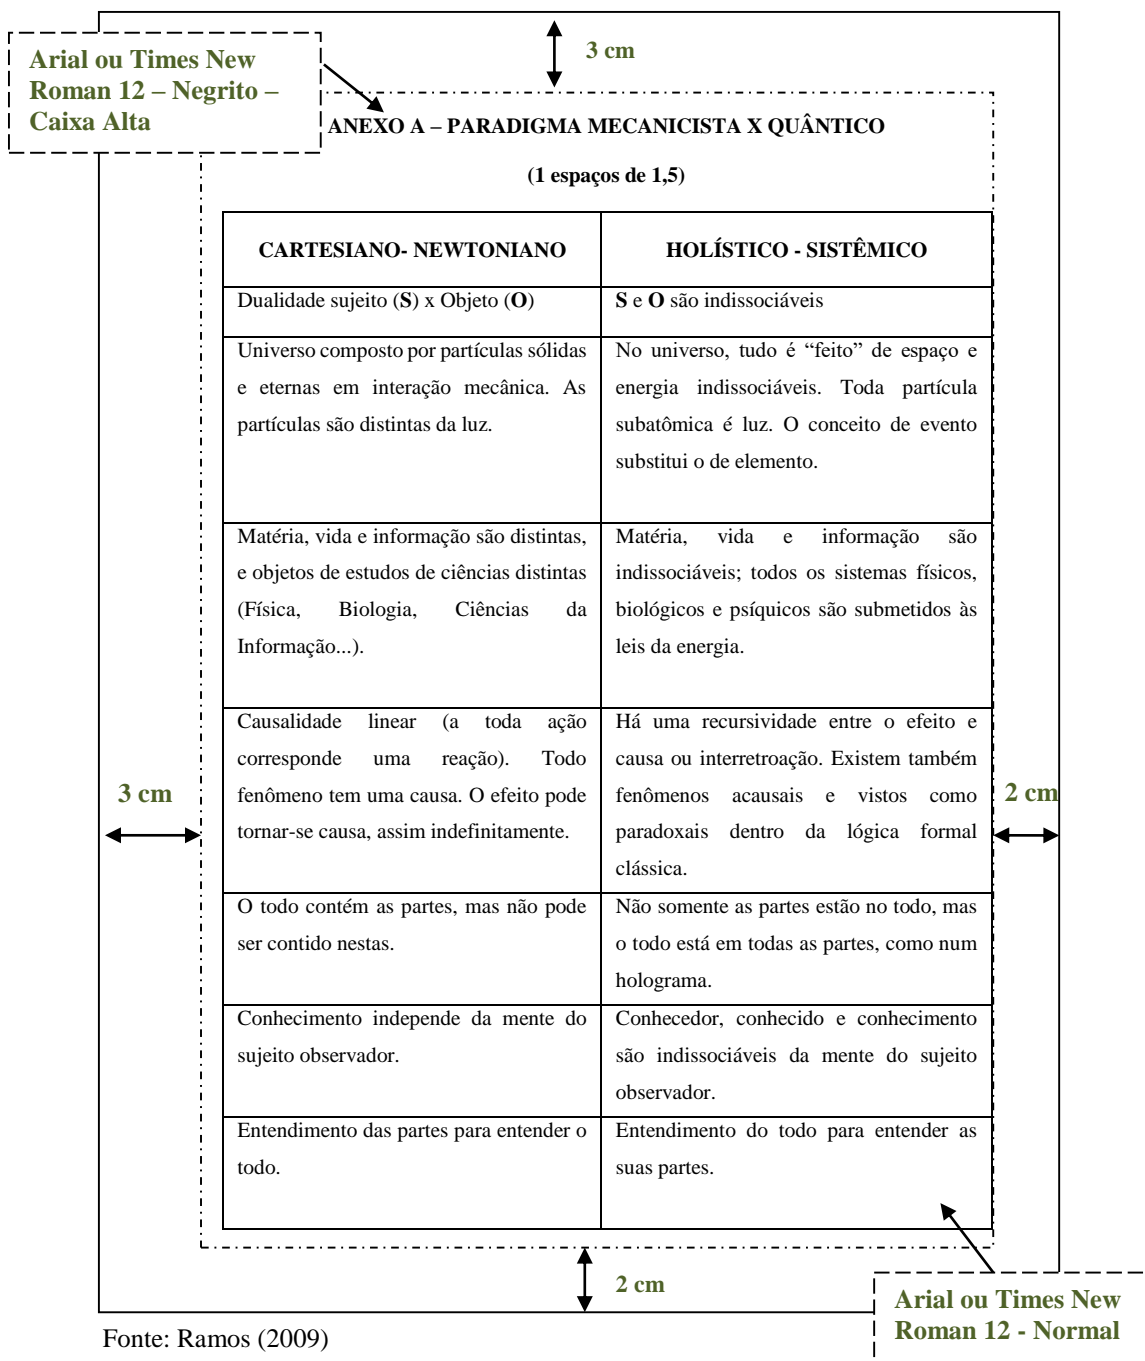 3 cm
Arial ou Times New
Roman 12 – Negrito –
Caixa Alta
ANEXO A – PARADIGMA MECANICISTA X QUÂNTICO
(1 espaços de 1,5)
CARTESIANO- NEWTONIANO
HOLÍSTICO - SISTÊMICO
Dualidade sujeito (S) x Objeto (O)
S e O são indissociáveis
Universo composto por partículas sólidas
e eternas em interação mecânica. As
partículas são distintas da luz.
No universo, tudo é “feito” de espaço e
energia indissociáveis. Toda partícula
subatômica é luz. O conceito de evento
substitui o de elemento.
Matéria, vida e informação são distintas,
e objetos de estudos de ciências distintas
(Física, Biologia, Ciências da
Informação...).
Matéria, vida e informação são
indissociáveis; todos os sistemas físicos,
biológicos e psíquicos são submetidos às
leis da energia.
Causalidade linear (a toda ação
corresponde uma reação). Todo
fenômeno tem uma causa. O efeito pode
tornar-se causa, assim indefinitamente.
Há uma recursividade entre o efeito e
causa ou interretroação. Existem também
fenômenos acausais e vistos como
paradoxais dentro da lógica formal
clássica.
3 cm
2 cm
O todo contém as partes, mas não pode
ser contido nestas.
Não somente as partes estão no todo, mas
o todo está em todas as partes, como num
holograma.
Conhecimento independe da mente do
sujeito observador.
Conhecedor, conhecido e conhecimento
são indissociáveis da mente do sujeito
observador.
Entendimento das partes para entender o
todo.
Entendimento do todo para entender as
suas partes.
2 cm
Arial ou Times New
Roman 12 - Normal
Fonte: Ramos (2009)